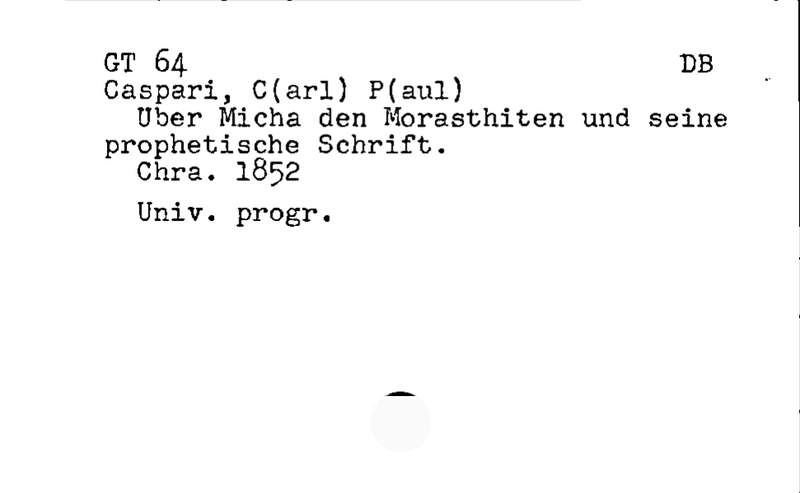 GT 64 DB
Caspari, C(arl) P(aul)
Uber Micha den Morasthiten und seine
prophetische Schrift.
Chra. 1852
Univ. progr.